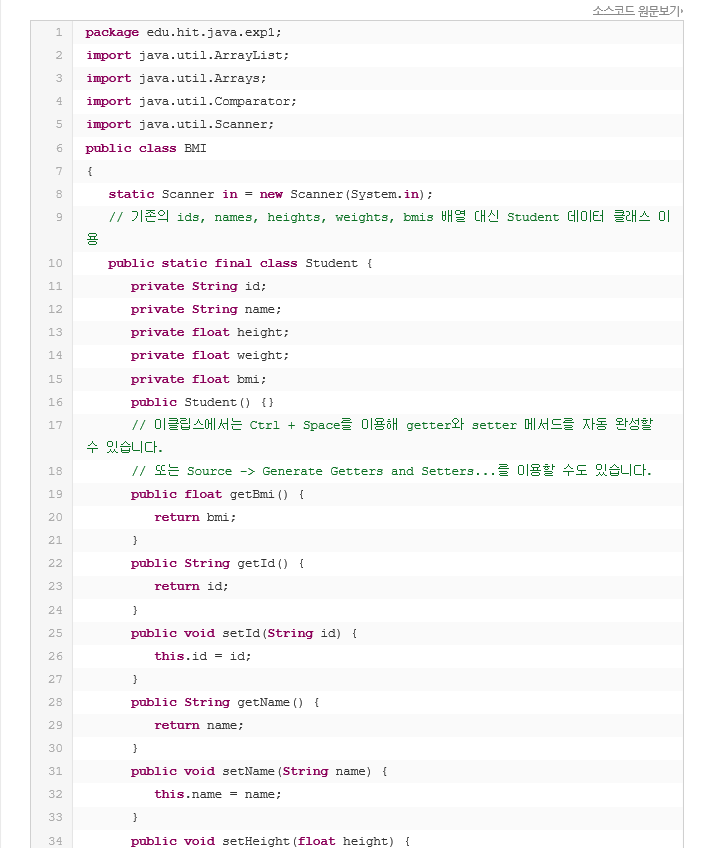 소스코드 원문보기
1 package edu.hit.java.exp1;
2 import java.util.ArrayList;
3 import java.util.Arrays;
4 import java.util.Comparator;
5 import java.util.Scanner;
6 public class BMI
7 {
8 static Scanner in = new Scanner(System.in);
9 // 기존의 ids, names, heights, weights, bmis 배열 대신 Student 데이터 클래스 이
용
10 public static final class Student {
11 private String id;
12 private String name;
13 private float height;
14 private float weight;
15 private float bmi;
16 public Student() {}
17 // 이클립스에서는 Ctrl + Space를 이용해 getter와 setter 메서드를 자동 완성할
수 있습니다.
18 // 또는 Source -> Generate Getters and Setters...를 이용할 수도 있습니다.
19 public float getBmi() {
20 return bmi;
21 }
22 public String getId() {
23 return id;
24 }
25 public void setId(String id) {
26 this.id = id;
27 }
28 public String getName() {
29 return name;
30 }
31 public void setName(String name) {
32 this.name = name;
33 }
34 public void setHeight(float height) {